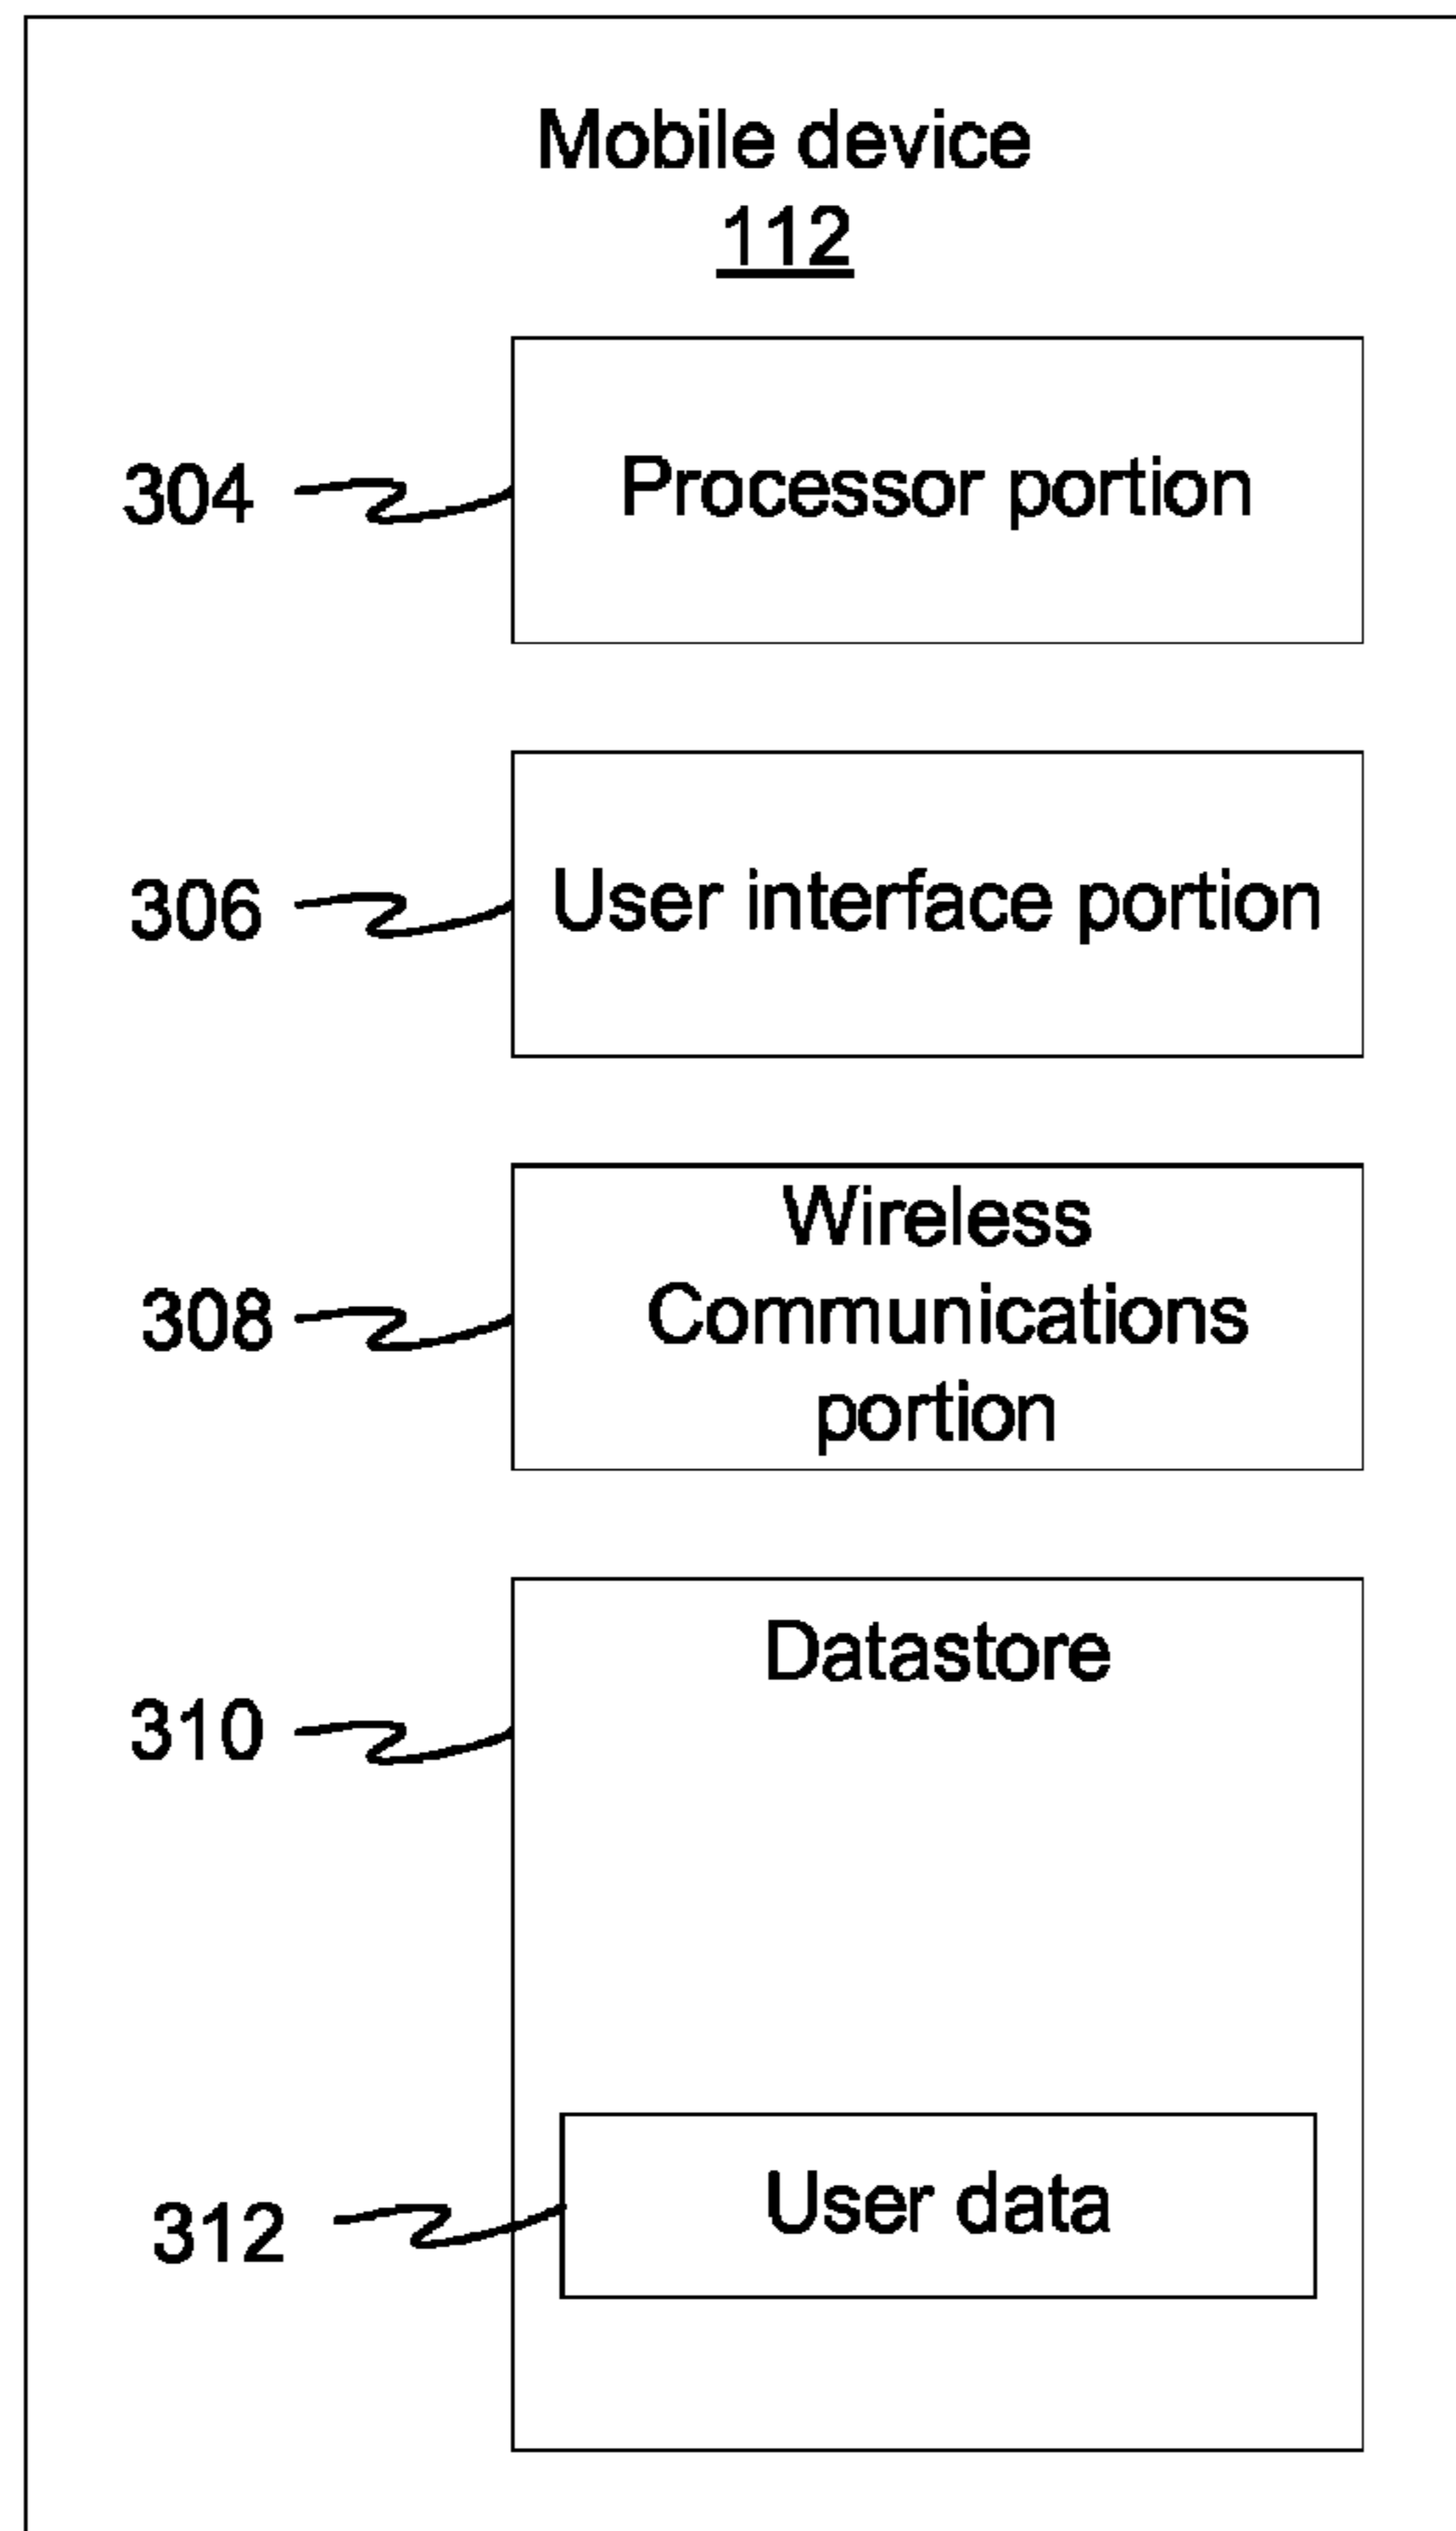 Mobile device
112
304
Processor portion
306
User interface portion
Wireless
308
Communications
portion
Datastore
310
312
User data